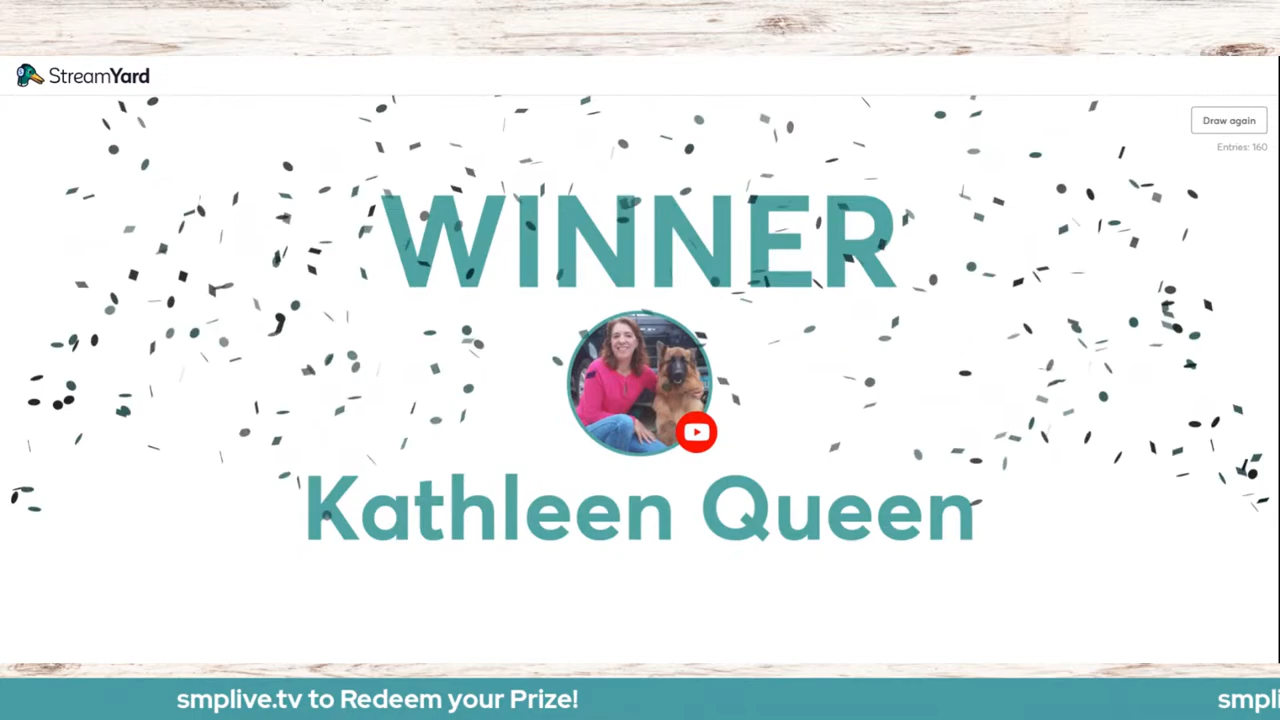 StreamYard
Draw again
Entries: 160
WINNER
Kathleen Queen
smplive.tv to Redeem your Prize!
smpli